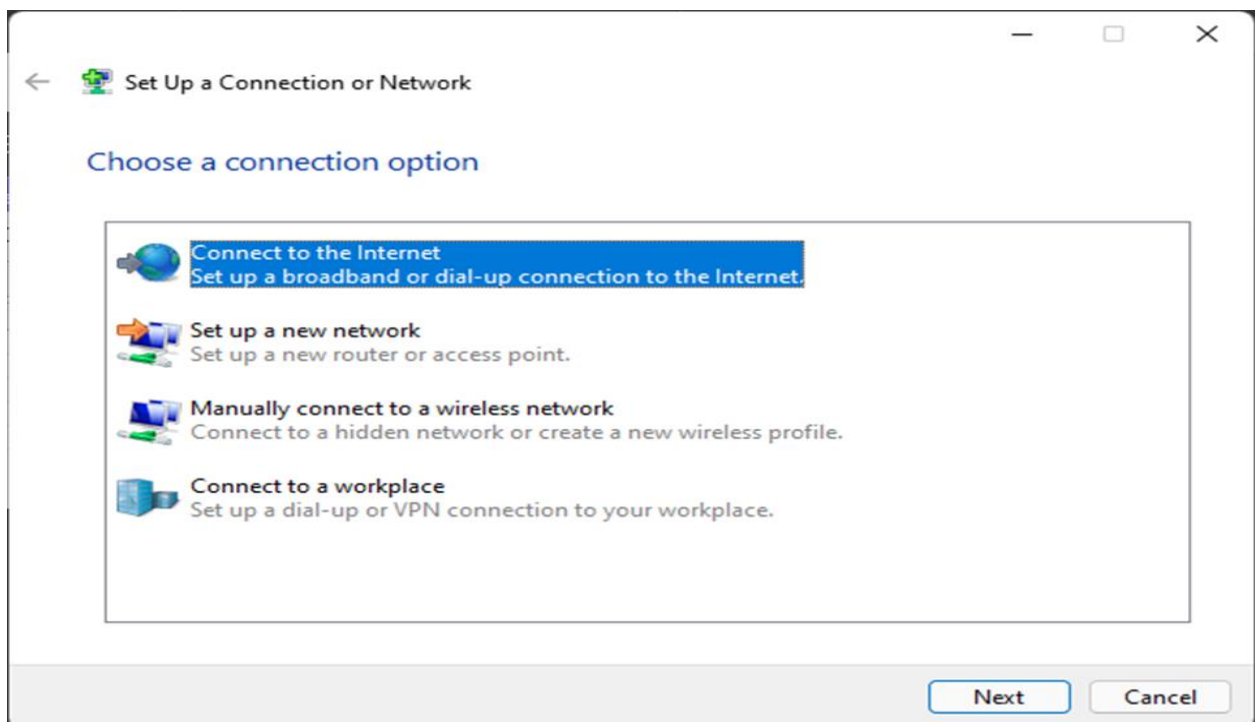 Set Up a Connection or Network
Choose a connection option
Connect to the Internet
Set up a broadband or dial-up connection to the Internet.
Set up a new network
Set up a new router or access point.
Manually connect to a wireless network
Connect to a hidden network or create a new wireless profile.
Connect to a workplace
Set up a dial-up or VPN connection to your workplace.
Next
Cancel